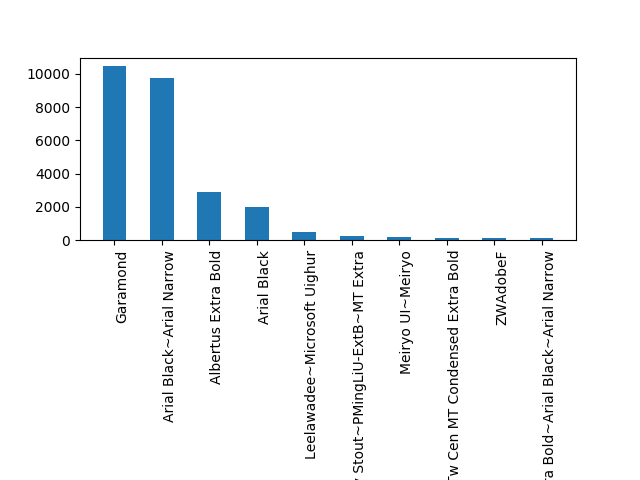 10000
8000
6000
4000
2000
0
Garamond
Arial Black~Arial Narrow
Albertus Extra Bold
Arial Black
Leelawadee~Microsoft Uighur
Stout~PMingLiU-ExtB~MT Extra
Meiryo UI~Meiryo
Tw Cen MT Condensed Extra Bold
ZWAdobeF
ra Bold~Arial Black~Arial Narrow